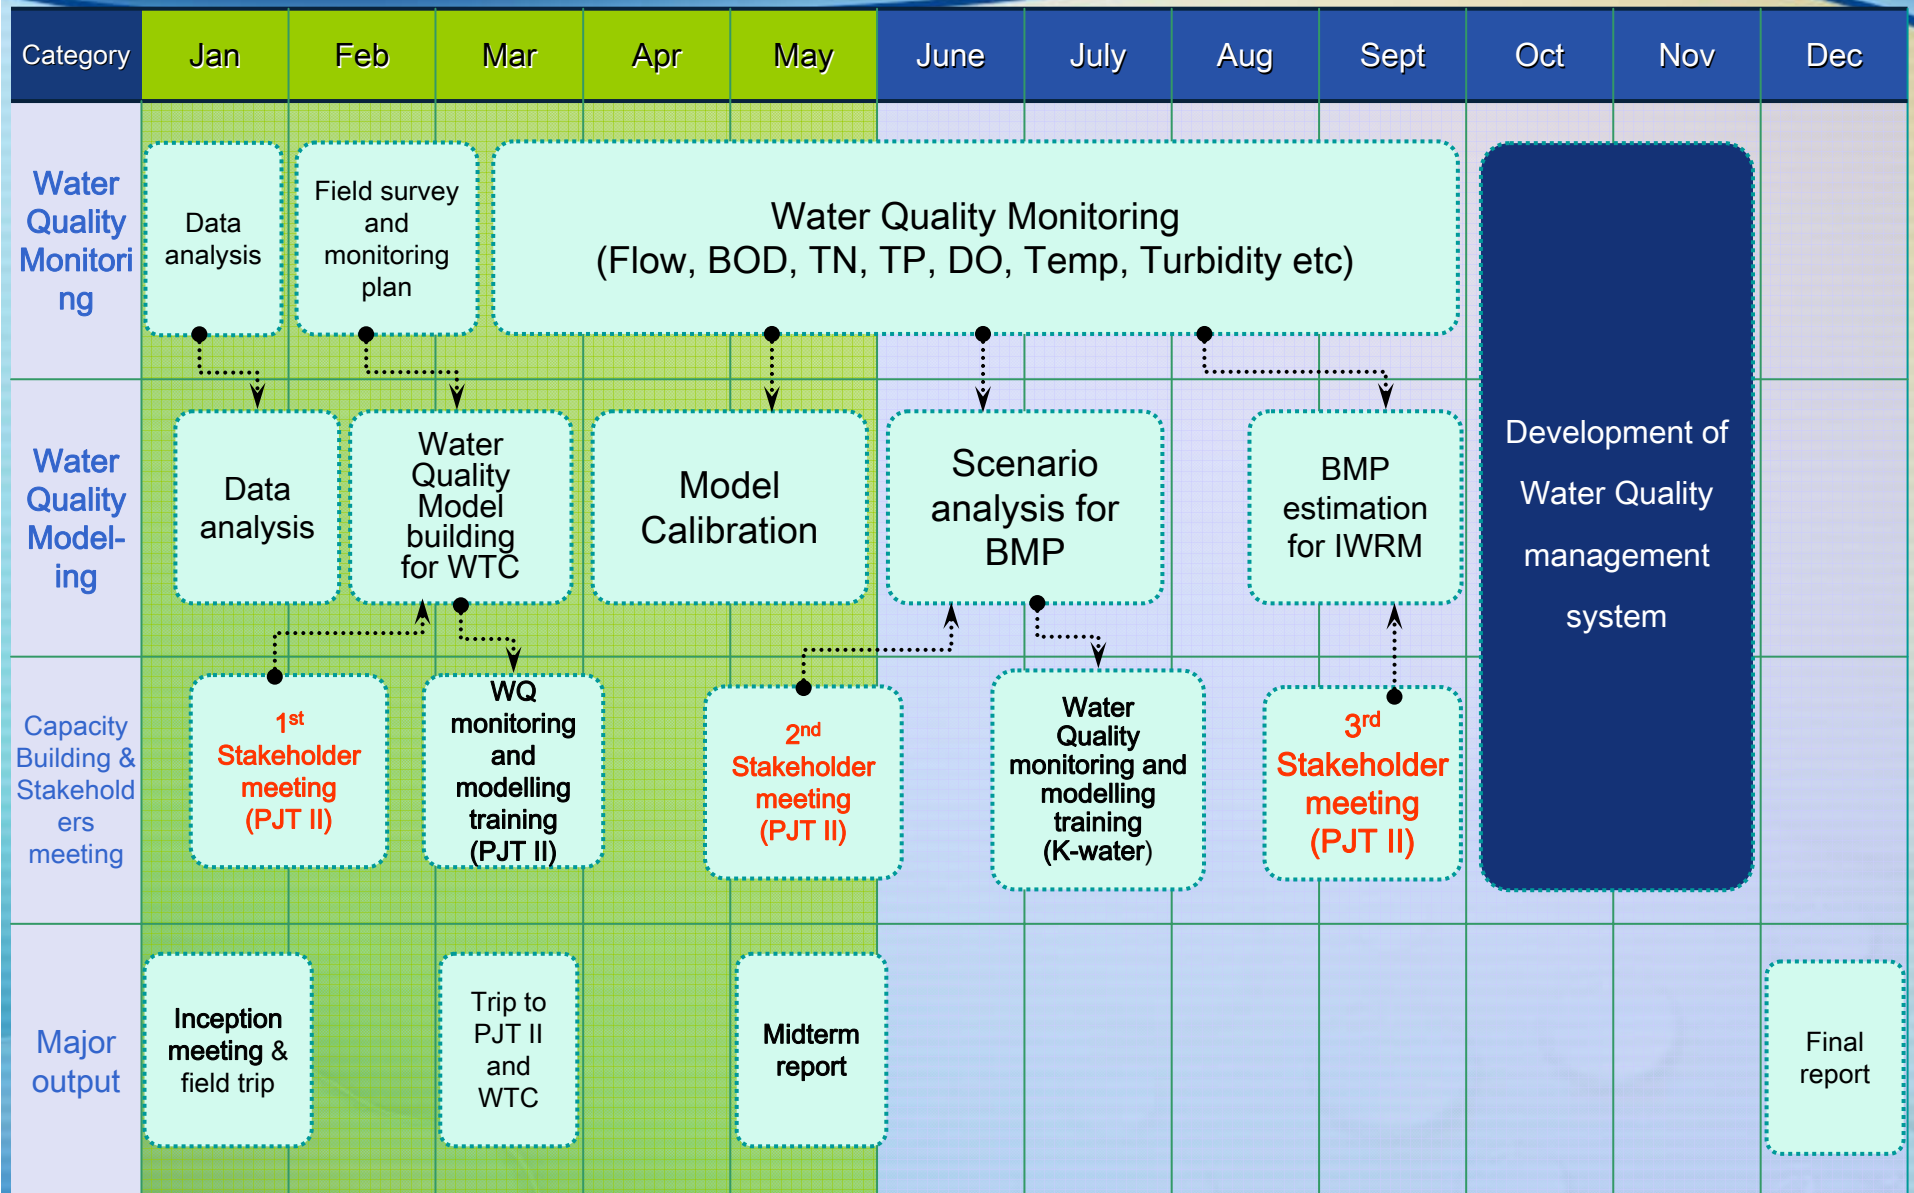 Category
Jan
Feb
Mar
Apr
May
June
July
Aug
Sept
Oct
Nov
Dec
Water
Quality
Monitori
ng
Data
analysis
Field survey
and
monitoring
plan
Water Quality Monitoring
(Flow, BOD, TN, TP, DO, Temp, Turbidity etc)
Development of
Water Quality
management
system
Water
Quality
Model-
ing
Data
analysis
Water
Quality
Model
building
for WTC
Model
Calibration
Scenario
analysis for
BMP
BMP
estimation
for IWRM
Capacity
Building &
Stakehold
ers
meeting
1st
Stakeholder
meeting
(PJT II)
WQ
monitoring
and
modelling
training
(PJT II)
2nd
Stakeholder
meeting
(PJT II)
Water
Quality
monitoring and
modelling
training
(K-water)
3rd
Stakeholder
meeting
(PJT II)
Major
output
Inception
meeting &
field trip
Trip to
PJT II
and
WTC
Midterm
report
Final
report